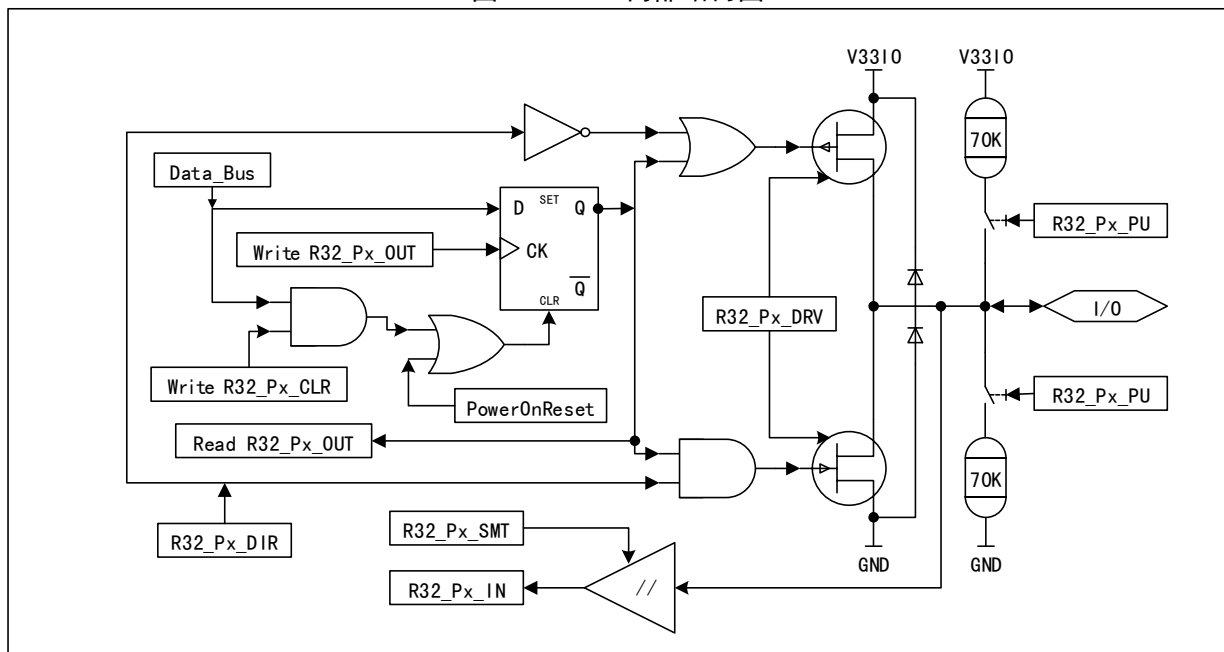 V33IO
V33IO
70K
Data_Bus
D
SET
Q
R32_Px_PU
Write R32_Px_OUT
CK
Q
CLR
R32_Px_DRV
I/O
Write R32_Px_CLR
PowerOnReset
R32_Px_PU
Read R32_Px_OUT
70K
R32_Px_DIR
R32_Px_SMT
GND
GND
R32_Px_IN
//